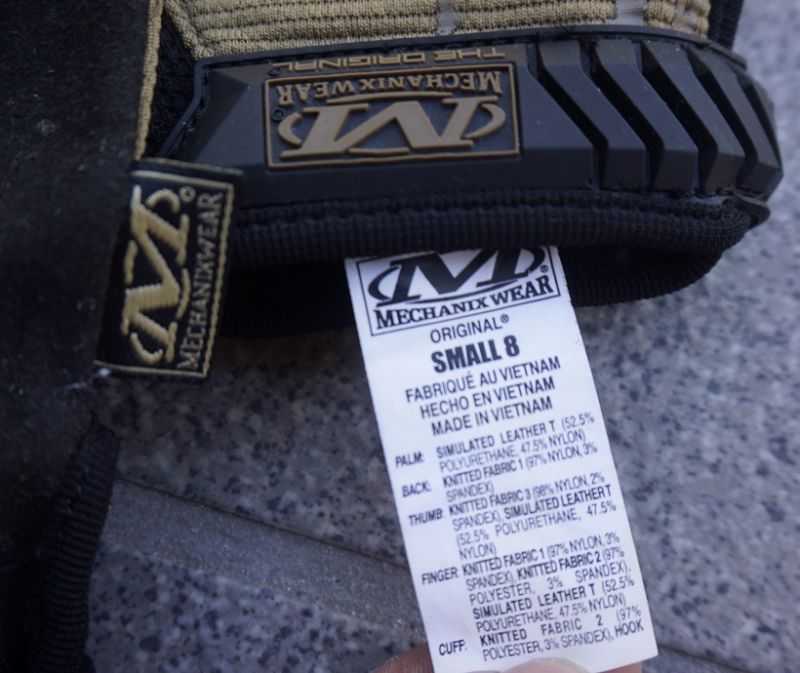 THE ORIGINAL
MECHANIX WEAR
M
M
MECHANIX WEAR
M®
MECHANIX WEAR
ORIGINAL®
SMALL 8
FABRIQUÉ AU VIETNAM
HECHO EN VIETNAM
MADE IN VIETNAM
PALM: SIMULATED LEATHER T (52.5%
POLYURETHANE, 47.5% NYLON)
BACK: KNITTED FABRIC 1 (97% NYLON, 3%
SPANDEX)
THUMB: KNITTED FABRIC 3 (98% NYLON, 2%
SPANDEX), SIMULATED LEATHER T
(52.5% POLYURETHANE, 47.5%
NYLON)
FINGER: KNITTED FABRIC 1 (97% NYLON, 3%
SPANDEX), KNITTED FABRIC 2 (97%
POLYESTER, 3% SPANDEX),
SIMULATED LEATHER T (52.5%
POLYURETHANE, 47.5% NYLON)
CUFF: KNITTED FABRIC 2 (97%
POLYESTER, 3% SPANDEX), HOOK